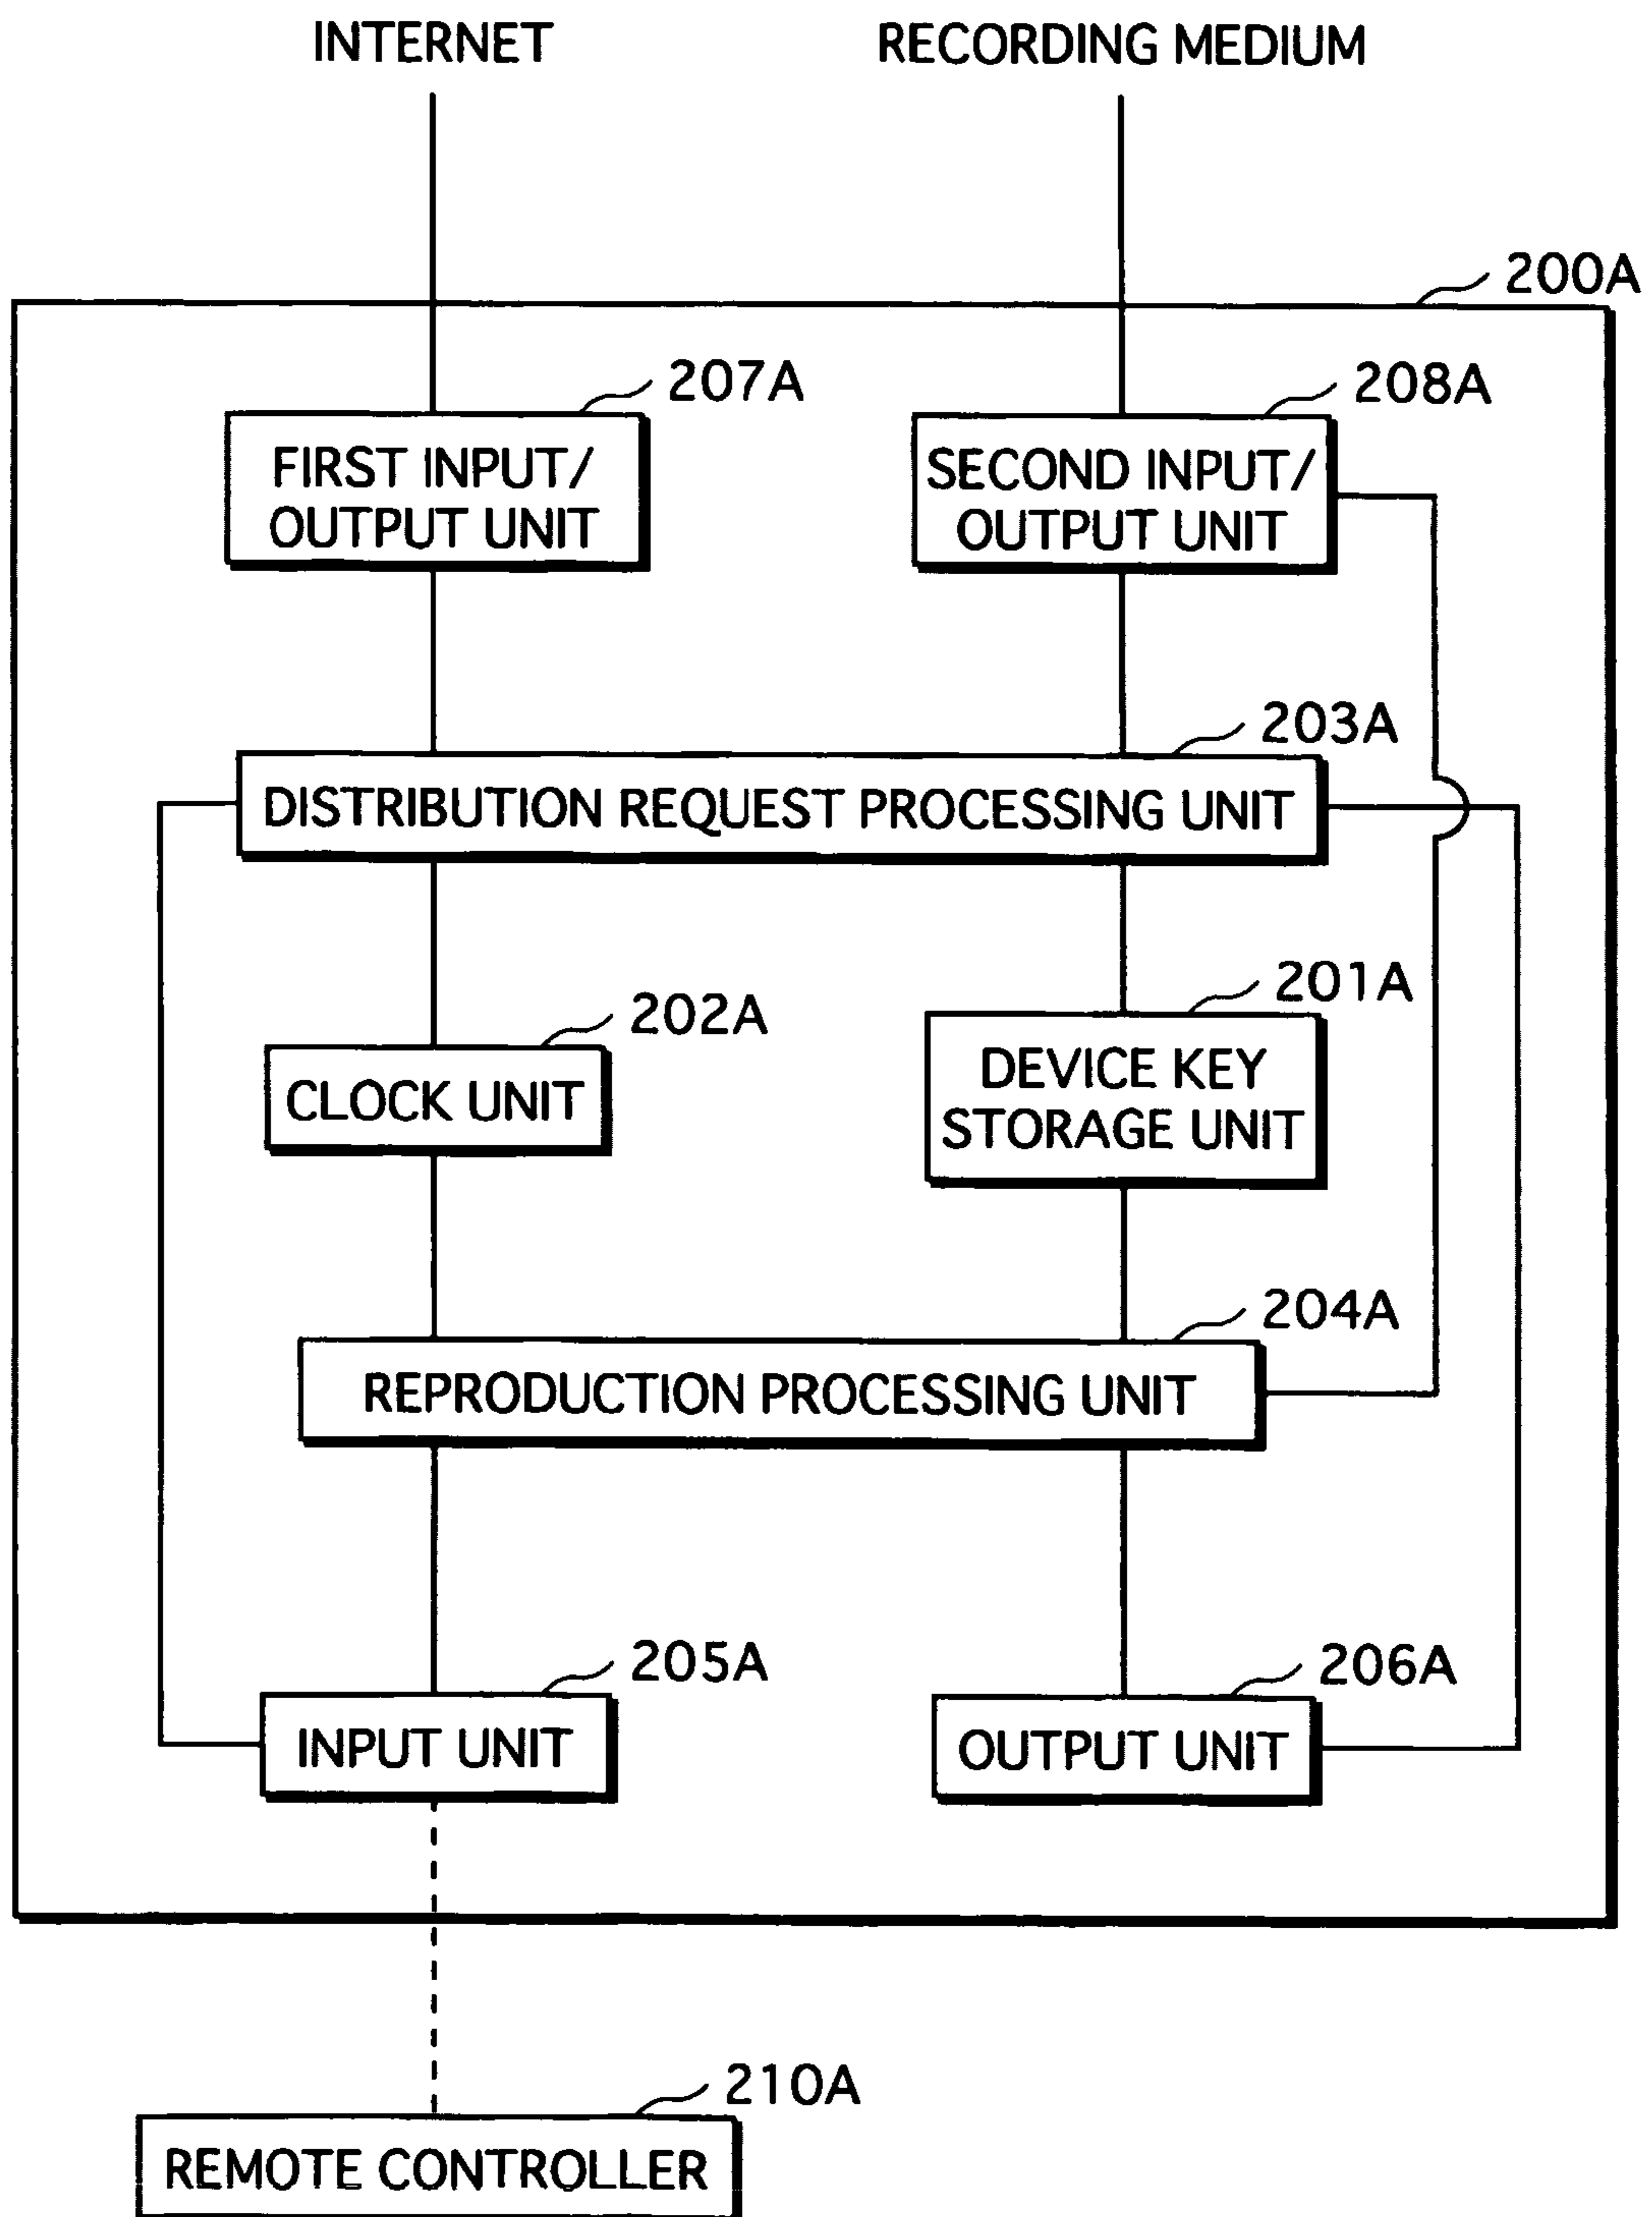 INTERNET
RECORDING MEDIUM
200A
207A
208A
FIRST INPUT/
OUTPUT UNIT
SECOND INPUT/
OUTPUT UNIT
203A
DISTRIBUTION REQUEST PROCESSING UNIT
201A
202A
DEVICE KEY
STORAGE UNIT
CLOCK UNIT
204A
REPRODUCTION PROCESSING UNIT
205A
206A
INPUT UNIT
OUTPUT UNIT
210A
REMOTE CONTROLLER